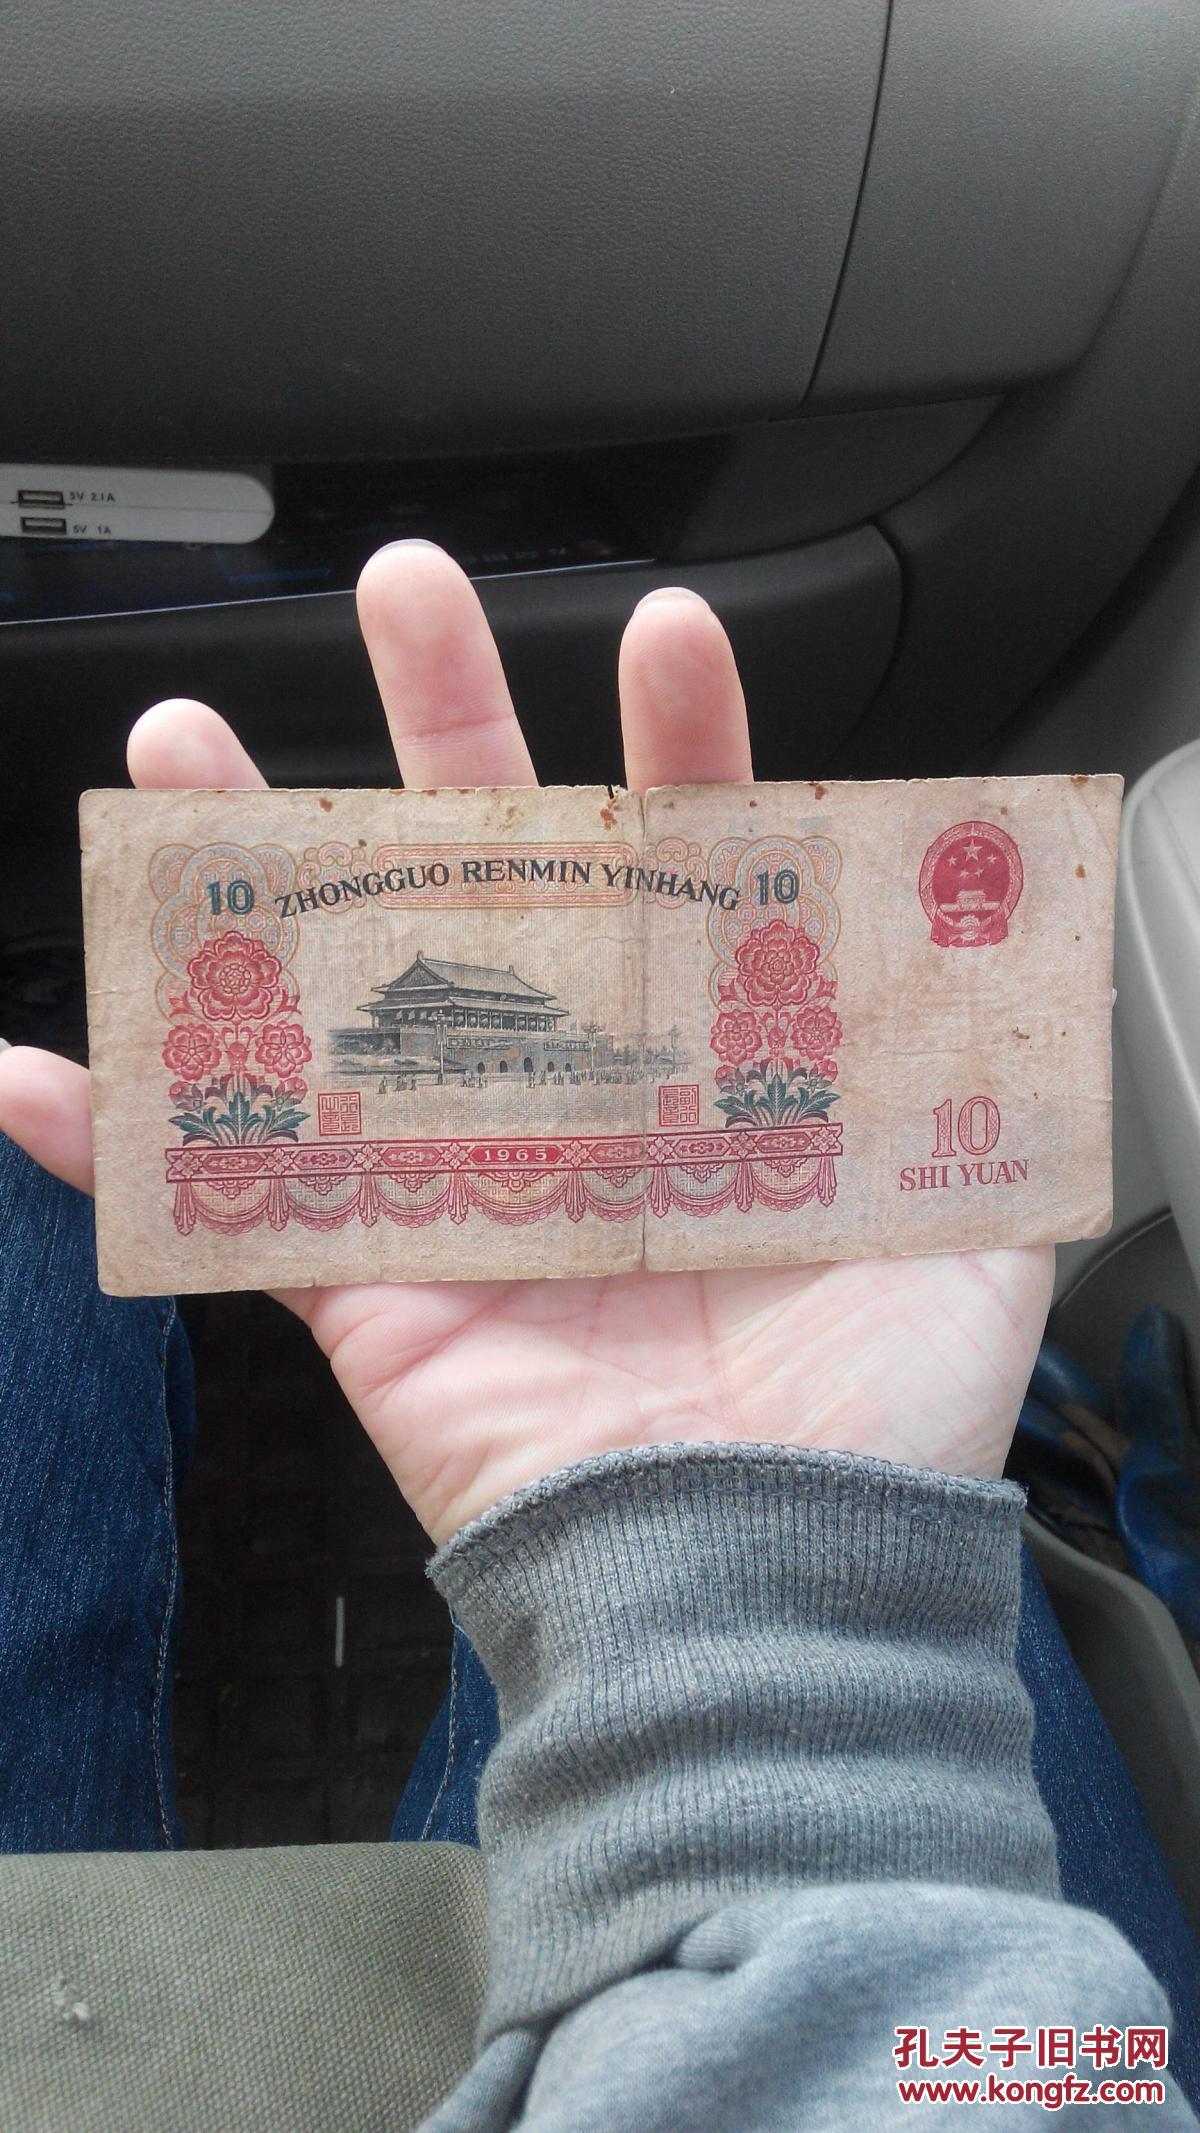 5V 2.1A
5V 1A
10 ZHONGGUO RENMIN YINHANG 10
1965
10
SHI YUAN
孔夫子旧书网
www.kongfz.com